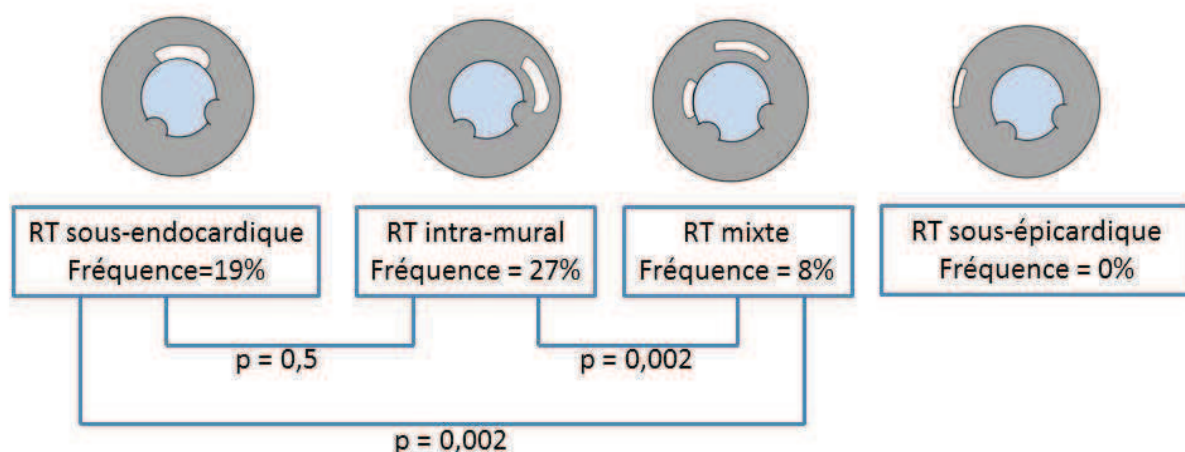 RT sous-endocardique
Fréquence=19%
RT intra-mural
Fréquence = 27%
RT mixte
Fréquence = 8%
RT sous-épicardique
Fréquence = 0%
p = 0,5
p = 0,002
p = 0,002